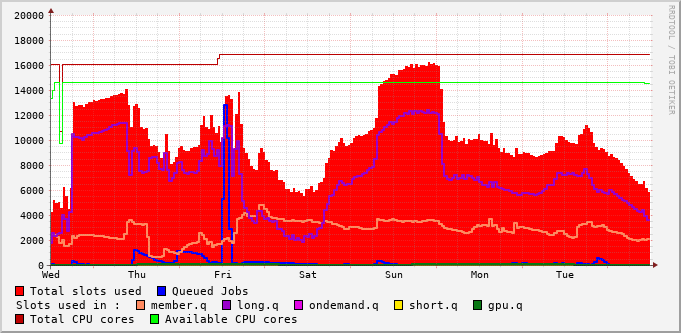 20000
18000
16000
14000
12000
10000
8000
6000
4000
2000
0
Wed Thu Fri Sat Sun Mon Tue
RRDTOOL / TOBI OETIKER
Total slots used Queued Jobs
Slots used in : member.q long.q ondemand.q short.q gpu.q
Total CPU cores Available CPU cores